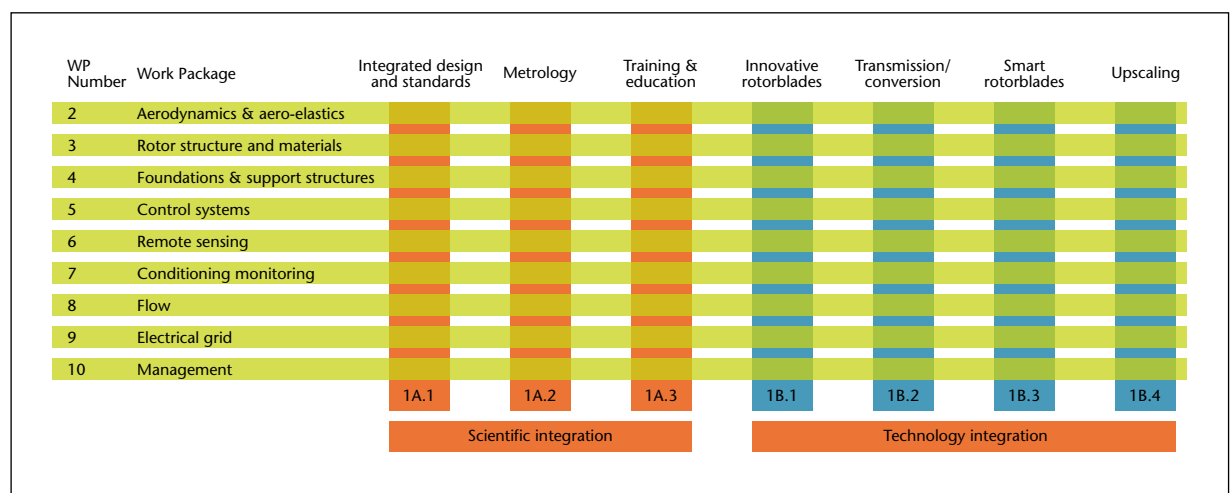 WP Number
Work Package
Integrated design and standards
Metrology
Training & education
Innovative rotorblades
Transmission/ conversion
Smart rotorblades
Upscaling
2 Aerodynamics & aero-elastics
3 Rotor structure and materials
4 Foundations & support structures
5 Control systems
6 Remote sensing
7 Conditioning monitoring
8 Flow
9 Electrical grid
10 Management
1A.1 1A.2 1A.3 1B.1 1B.2 1B.3 1B.4
Scientific integration Technology integration